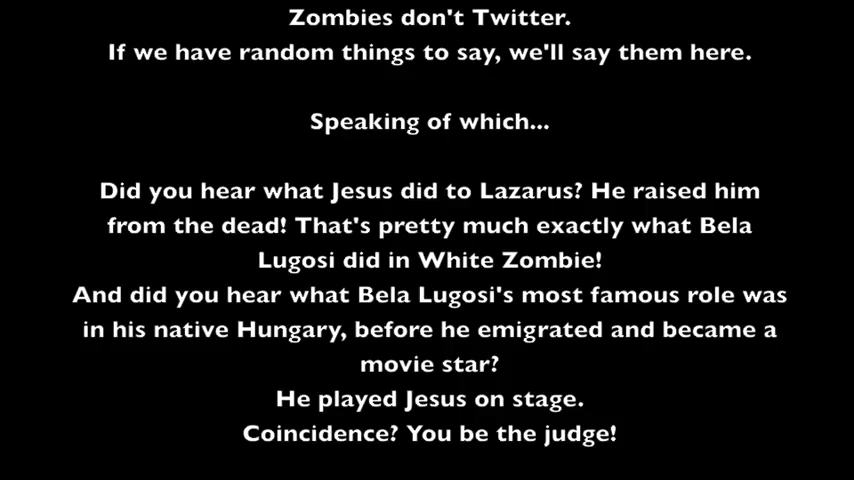 Zombies don't Twitter.
If we have random things to say, we'll say them here.
Speaking of which...
Did you hear what Jesus did to Lazarus? He raised him
from the dead! That's pretty much exactly what Bela
Lugosi did in White Zombie!
And did you hear what Bela Lugosi's most famous role was
in his native Hungary, before he emigrated and became a
movie star?
He played Jesus on stage.
Coincidence? You be the judge!